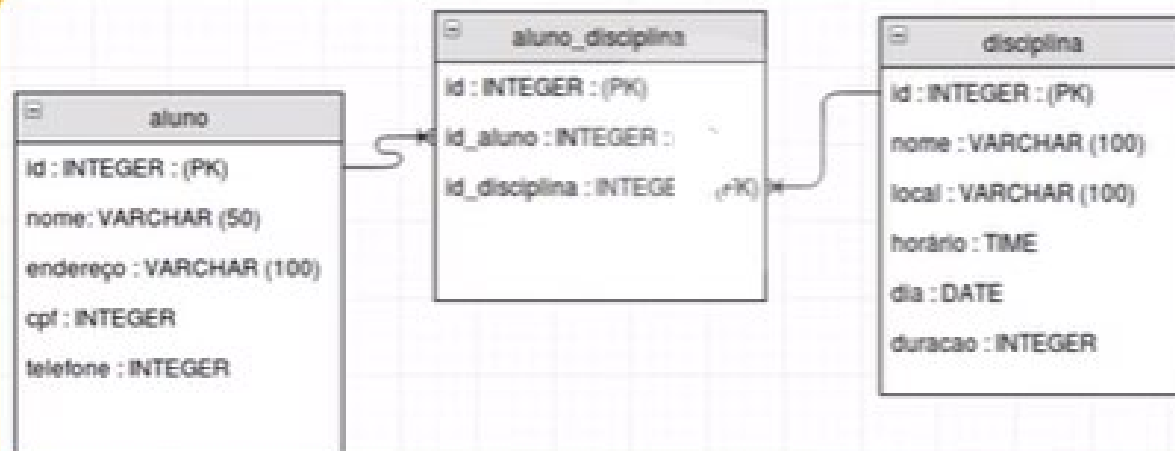 aluno
id : INTEGER : (PK)
nome: VARCHAR (50)
endereço : VARCHAR (100)
cpf : INTEGER
telefone : INTEGER
aluno_disciplina
id : INTEGER : (PK)
id_aluno : INTEGER :
id_disciplina : INTEGE
disciplina
id : INTEGER : (PK)
nome : VARCHAR (100)
local : VARCHAR (100)
horário : TIME
dia : DATE
duracao : INTEGER